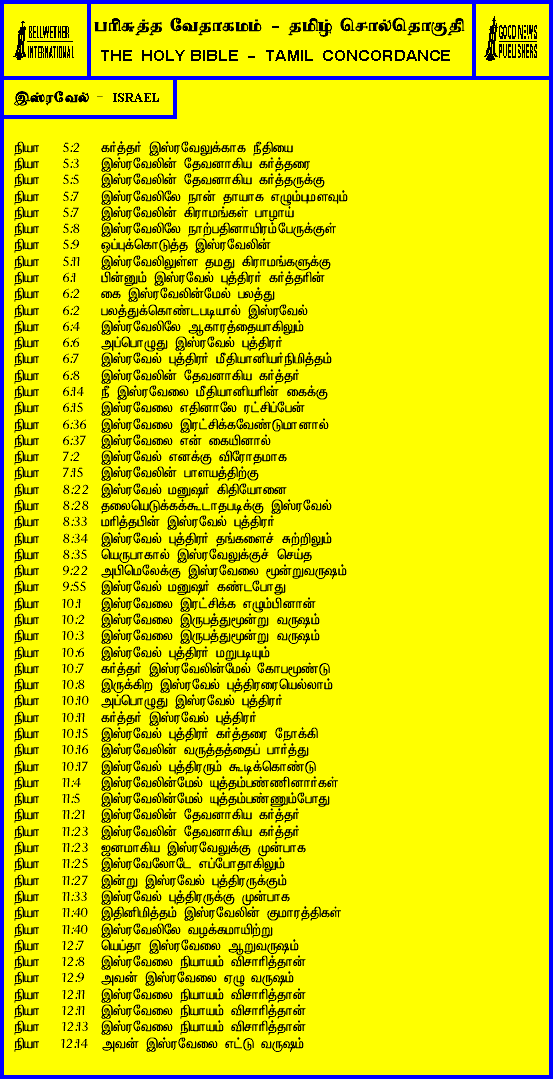 BELLWETHER INTERNATIONAL
பரிசுத்த வேதாகமம் - தமிழ் சொல்தொகுதி
THE HOLY BIBLE - TAMIL CONCORDANCE
GOOD NEWS PUBLISHERS
இஸ்ரவேல் - ISRAEL
நியா 5:2 கர்த்தர் இஸ்ரவேலுக்காக நீதியை
நியா 5:3 இஸ்ரவேலின் தேவனாகிய கர்த்தரை
நியா 5:5 இஸ்ரவேலின் தேவனாகிய கர்த்தருக்கு
நியா 5:7 இஸ்ரவேலிலே நான் தாயாக எழும்புமளவும்
நியா 5:7 இஸ்ரவேலின் கிராமங்கள் பாழாய்
நியா 5:8 இஸ்ரவேலிலே நாற்பதினாயிரம்பேருக்குள்
நியா 5:9 ஒப்புக்கொடுத்த இஸ்ரவேலின்
நியா 5:11 இஸ்ரவேலிலுள்ள தமது கிராமங்களுக்கு
நியா 6:1 பின்னும் இஸ்ரவேல் புத்திரர் கர்த்தரின்
நியா 6:2 கை இஸ்ரவேலின்மேல் பலத்து
நியா 6:2 பலத்துக்கொண்டபடியால் இஸ்ரவேல்
நியா 6:4 இஸ்ரவேலிலே ஆகாரத்தையாகிலும்
நியா 6:6 அப்பொழுது இஸ்ரவேல் புத்திரர்
நியா 6:7 இஸ்ரவேல் புத்திரர் மீதியானியர்நிமித்தம்
நியா 6:8 இஸ்ரவேலின் தேவனாகிய கர்த்தர்
நியா 6:14 நீ இஸ்ரவேலை மீதியானியரின் கைக்கு
நியா 6:15 இஸ்ரவேலை எதினாலே ரட்சிப்பேன்
நியா 6:36 இஸ்ரவேலை இரட்சிக்கவேண்டுமானால்
நியா 6:37 இஸ்ரவேலை என் கையினால்
நியா 7:2 இஸ்ரவேல் எனக்கு விரோதமாக
நியா 7:15 இஸ்ரவேலின் பாளயத்திற்கு
நியா 8:22 இஸ்ரவேல் மனுஷர் கிதியோனை
நியா 8:28 தலையெடுக்கக்கூடாதபடிக்கு இஸ்ரவேல்
நியா 8:33 மரித்தபின் இஸ்ரவேல் புத்திரர்
நியா 8:34 இஸ்ரவேல் புத்திரர் தங்களைச் சுற்றிலும்
நியா 8:35 யெருபாகால் இஸ்ரவேலுக்குச் செய்த
நியா 9:22 அபிமெலேக்கு இஸ்ரவேலை மூன்றுவருஷம்
நியா 9:55 இஸ்ரவேல் மனுஷர் கண்டபோது
நியா 10:1 இஸ்ரவேலை இரட்சிக்க எழும்பினான்
நியா 10:2 இஸ்ரவேலை இருபத்துமூன்று வருஷம்
நியா 10:3 இஸ்ரவேலை இருபத்துமூன்று வருஷம்
நியா 10:6 இஸ்ரவேல் புத்திரர் மறுபடியும்
நியா 10:7 கர்த்தர் இஸ்ரவேலின்மேல் கோபமூண்டு
நியா 10:8 இருக்கிற இஸ்ரவேல் புத்திரரையெல்லாம்
நியா 10:10 அப்பொழுது இஸ்ரவேல் புத்திரர்
நியா 10:11 கர்த்தர் இஸ்ரவேல் புத்திரர்
நியா 10:15 இஸ்ரவேல் புத்திரர் கர்த்தரை நோக்கி
நியா 10:16 இஸ்ரவேலின் வருத்தத்தைப் பார்த்து
நியா 10:17 இஸ்ரவேல் புத்திரரும் கூடிக்கொண்டு
நியா 11:4 இஸ்ரவேலின்மேல் யுத்தம்பண்ணினார்கள்
நியா 11:5 இஸ்ரவேலின்மேல் யுத்தம்பண்ணும்போது
நியா 11:21 இஸ்ரவேலின் தேவனாகிய கர்த்தர்
நியா 11:23 இஸ்ரவேலின் தேவனாகிய கர்த்தர்
நியா 11:23 ஜனமாகிய இஸ்ரவேலுக்கு முன்பாக
நியா 11:25 இஸ்ரவேலோடே எப்போதாகிலும்
நியா 11:27 இன்று இஸ்ரவேல் புத்திரருக்கும்
நியா 11:33 இஸ்ரவேல் புத்திரருக்கு முன்பாக
நியா 11:40 இதினிமித்தம் இஸ்ரவேலின் குமாரத்திகள்
நியா 11:40 இஸ்ரவேலிலே வழக்கமாயிற்று
நியா 12:7 யெப்தா இஸ்ரவேலை ஆறுவருஷம்
நியா 12:8 இஸ்ரவேலை நியாயம் விசாரித்தான்
நியா 12:9 அவன் இஸ்ரவேலை ஏழு வருஷம்
நியா 12:11 இஸ்ரவேலை நியாயம் விசாரித்தான்
நியா 12:11 இஸ்ரவேலை நியாயம் விசாரித்தான்
நியா 12:13 இஸ்ரவேலை நியாயம் விசாரித்தான்
நியா 12:14 அவன் இஸ்ரவேலை எட்டு வருஷம்